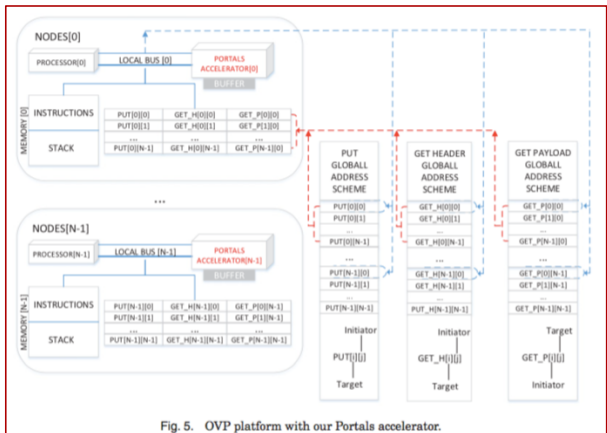 NODES[0]
PROCESSOR[0]
LOCAL BUS [0]
PORTALS
ACCELERATOR[0]
BUFFER
MEMORY [0]
INSTRUCTIONS
STACK
PUT[0][0] GET_H[0][0] GET_P[0][0]
PUT[0][1] GET_H[0][1] GET_P[1][0]
... ... ...
PUT[0][N-1] GET_H[0][N-1] GET_P[N-1][0]
...
NODES[N-1]
PROCESSOR[N-1]
LOCAL BUS [N-1]
PORTALS
ACCELERATOR[N-1]
BUFFER
MEMORY [N-1]
INSTRUCTIONS
STACK
PUT[N-1][0] GET_H[N-1][0] GET_P[0][N-1]
PUT[N-1][1] GET_H[N-1][1] GET_P[1][N-1]
...
PUT[N-1][N-1] GET_H[N-1][N-1] GET_P[N-1][N-1]
PUT
GLOBALL
ADDRESS
SCHEME
PUT[0][0]
PUT[0][1]
...
PUT[0][N-1]
...
PUT[N-1][0]
PUT[N-1][1]
...
PUT[N-1][N-1]
Initiator
PUT[i][j]
Target
GET HEADER
GLOBALL
ADDRESS
SCHEME
GET_H[0][0]
GET_H[0][1]
...
GET_H[0][N-1]
...
GET_H[N-1][0]
GET_H[N-1][1]
...
PUT_H[N-1][N-1]
Initiator
GET_H[i][j]
Target
GET PAYLOAD
GLOBALL
ADDRESS
SCHEME
GET_P[0][0]
GET_P[1][0]
...
GET_P[N-1][0]
...
GET_P[0][N-1]
GET_P[1][N-1]
...
GET_P[N-1][N-1]
Target
GET_P[i][j]
Initiator
Fig. 5. OVP platform with our Portals accelerator.